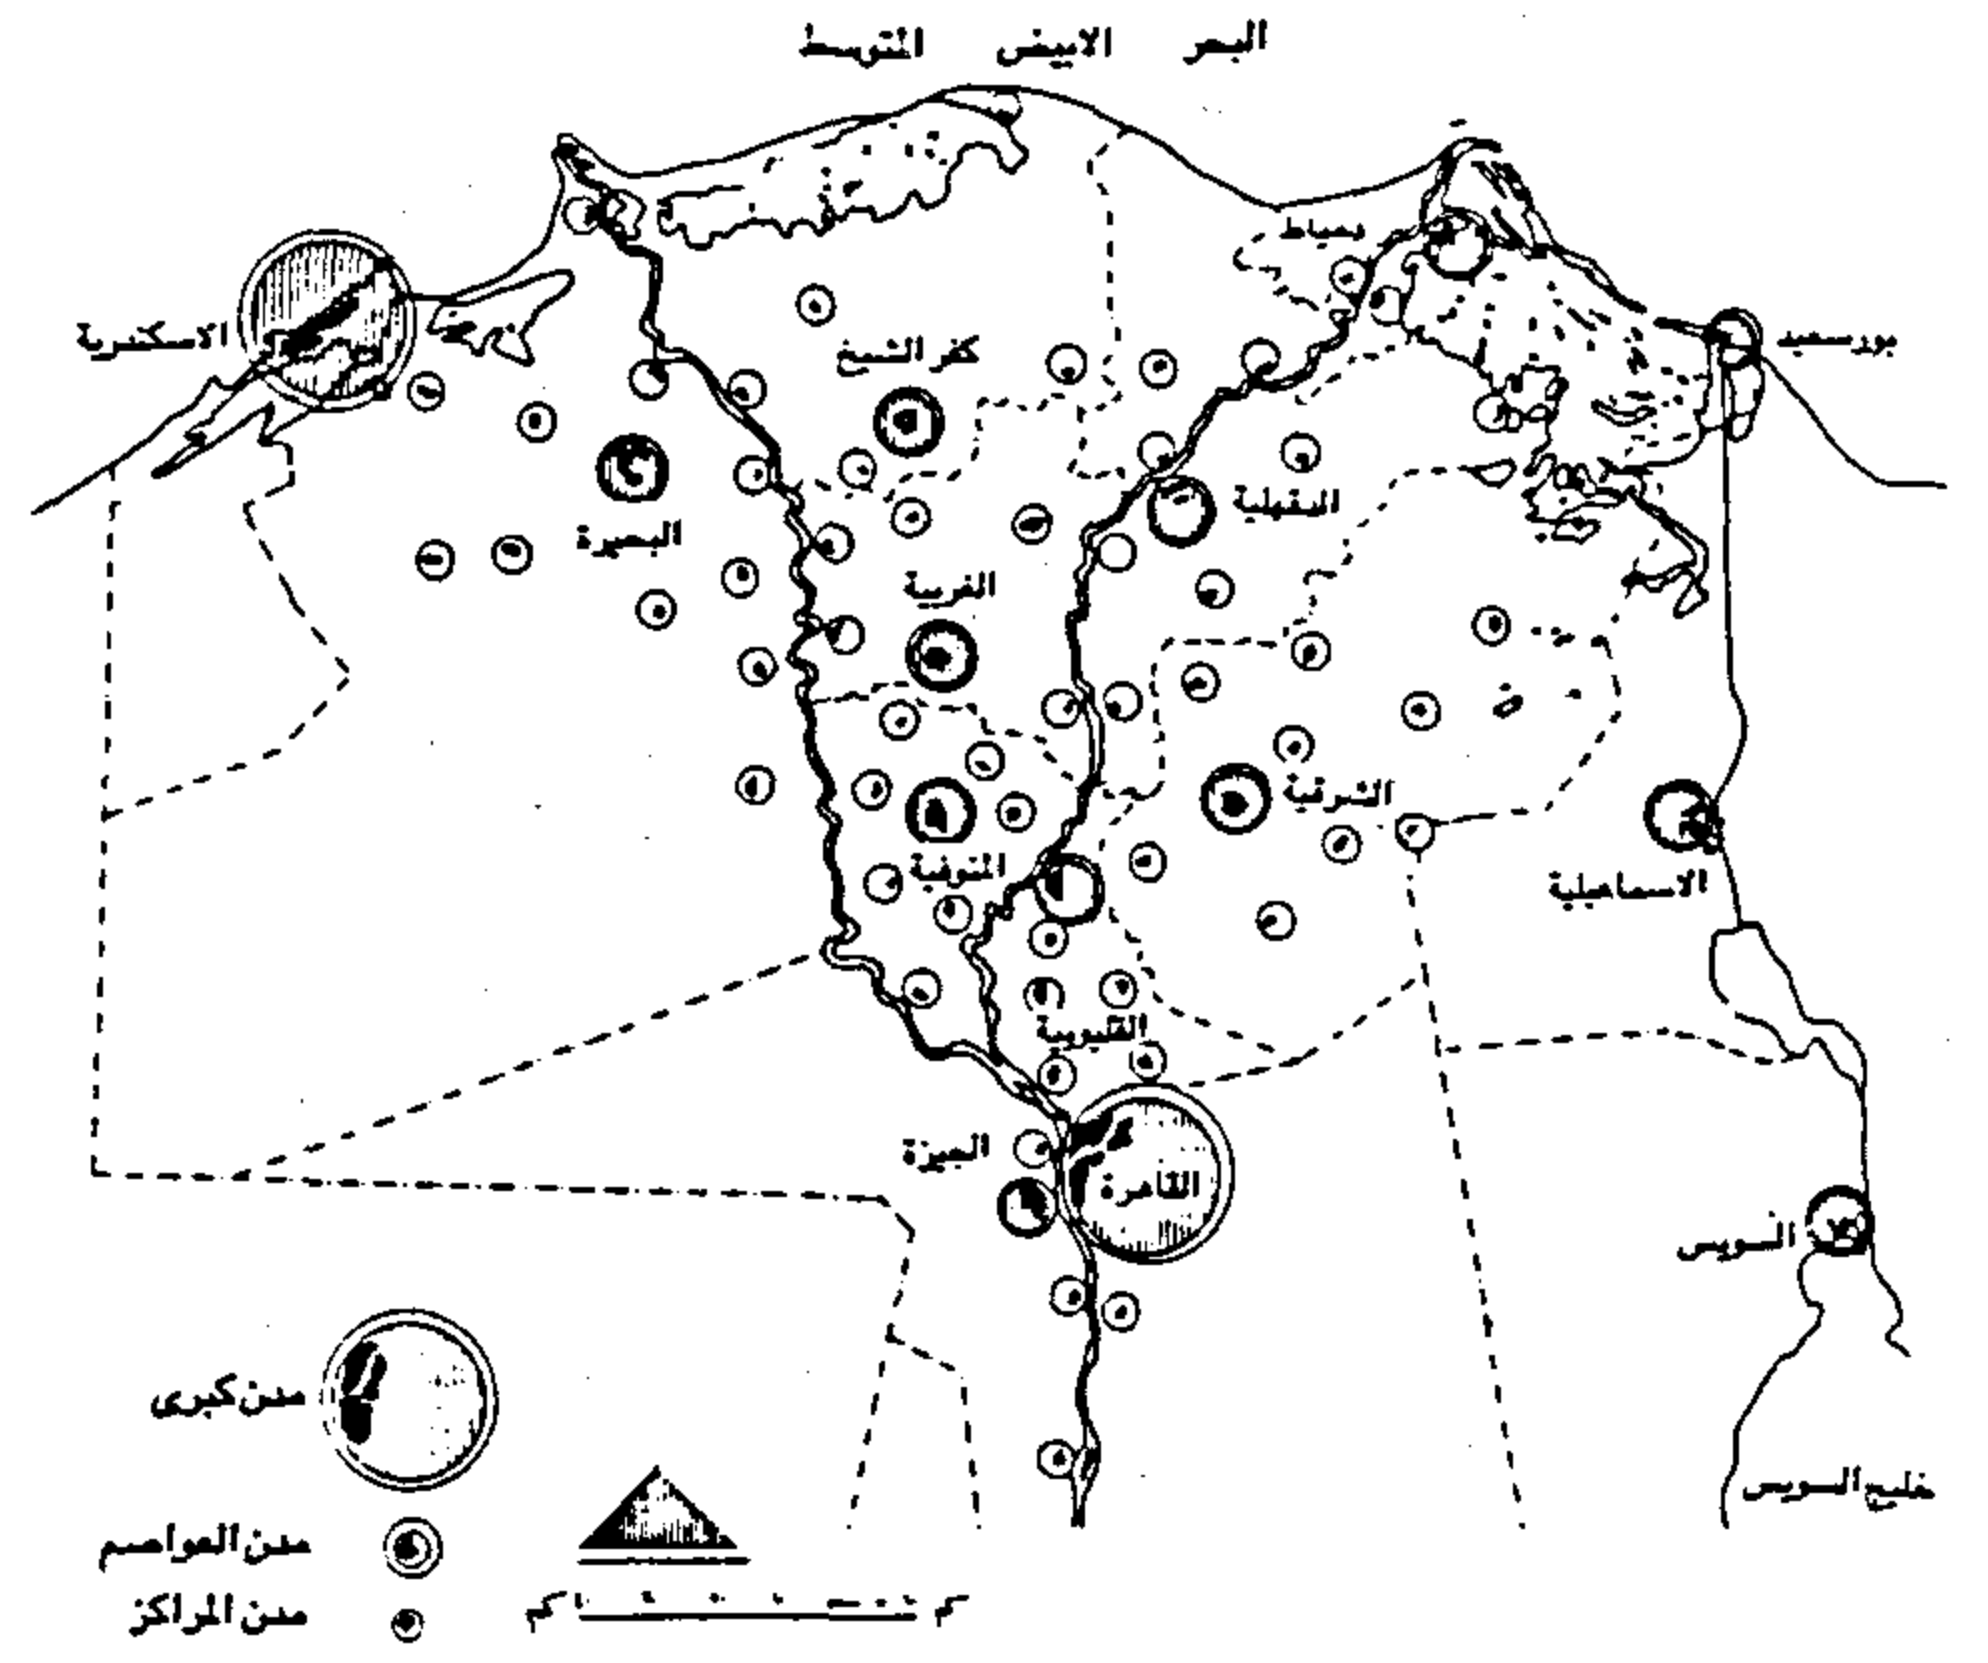 البحر الابيض المتوسط
دمياط
الاسكندرية
بورسعيد
كفر الشيخ
الدقهلية
البحيرة
الغربية
الشرقية
المنوفية
الاسماعيلية
القليوبية
الجيزة
القاهرة
السويس
مدن كبرى
خليج السويس
مدن العواصم
مدن المراكز
كم
كم